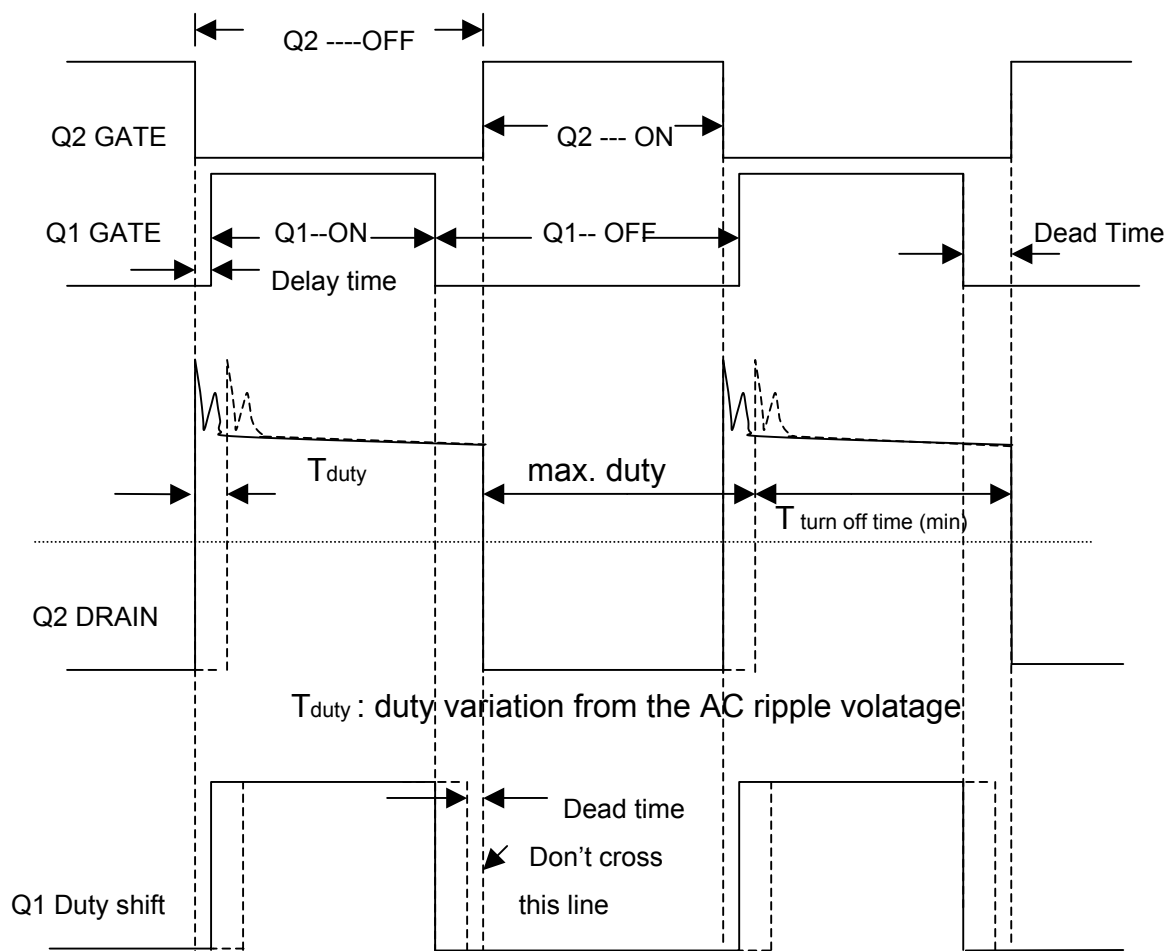 Q2 ----OFF
Q2 GATE
Q2 --- ON
Q1 GATE
Q1--ON
Q1-- OFF
Dead Time
Delay time
Tduty
max. duty
T turn off time (min)
Q2 DRAIN
Tduty : duty variation from the AC ripple volatage
Dead time
Don't cross
this line
Q1 Duty shift